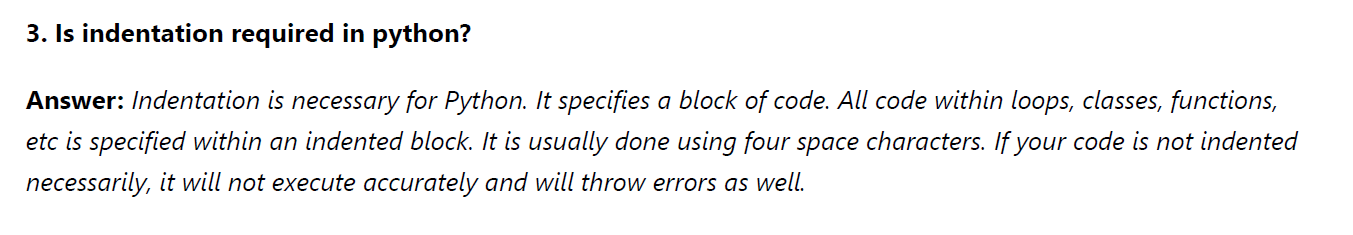 3. Is indentation required in python?
Answer: Indentation is necessary for Python. It specifies a block of code. All code within loops, classes, functions,
etc is specified within an indented block. It is usually done using four space characters. If your code is not indented
necessarily, it will not execute accurately and will throw errors as well.